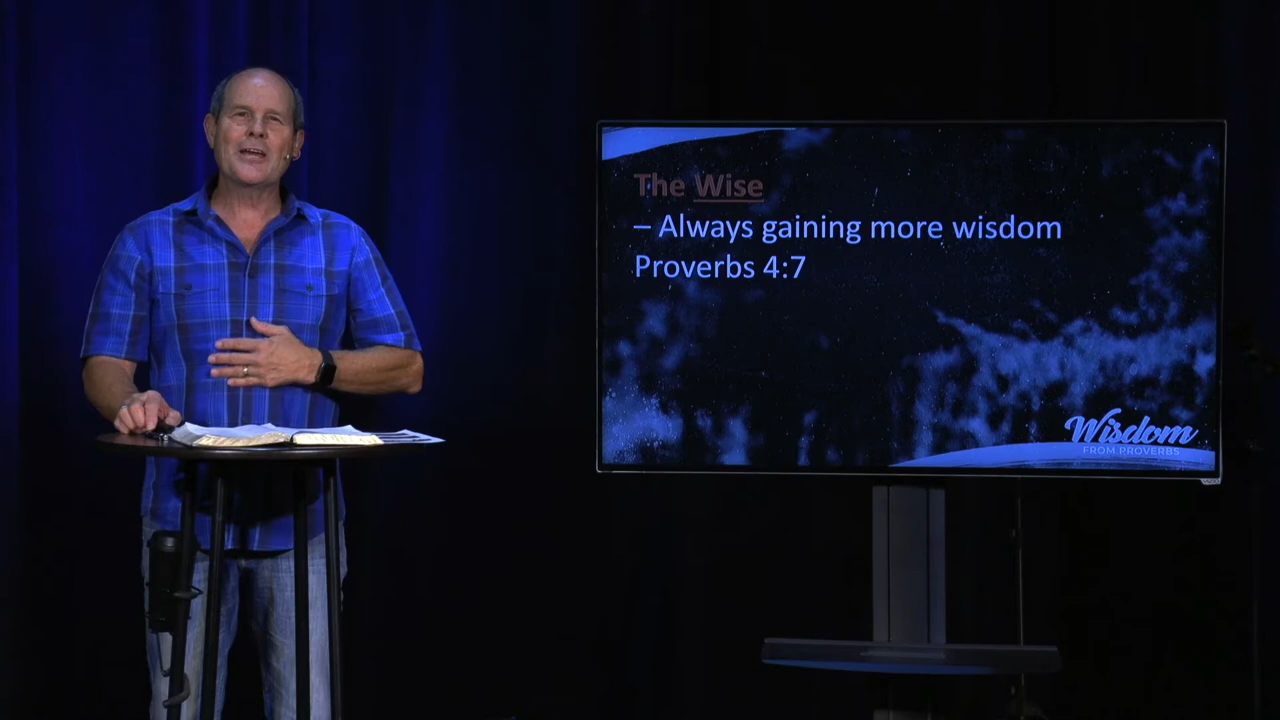 The Wise
– Always gaining more wisdom
Proverbs 4:7
Wisdom
FROM PROVERBS